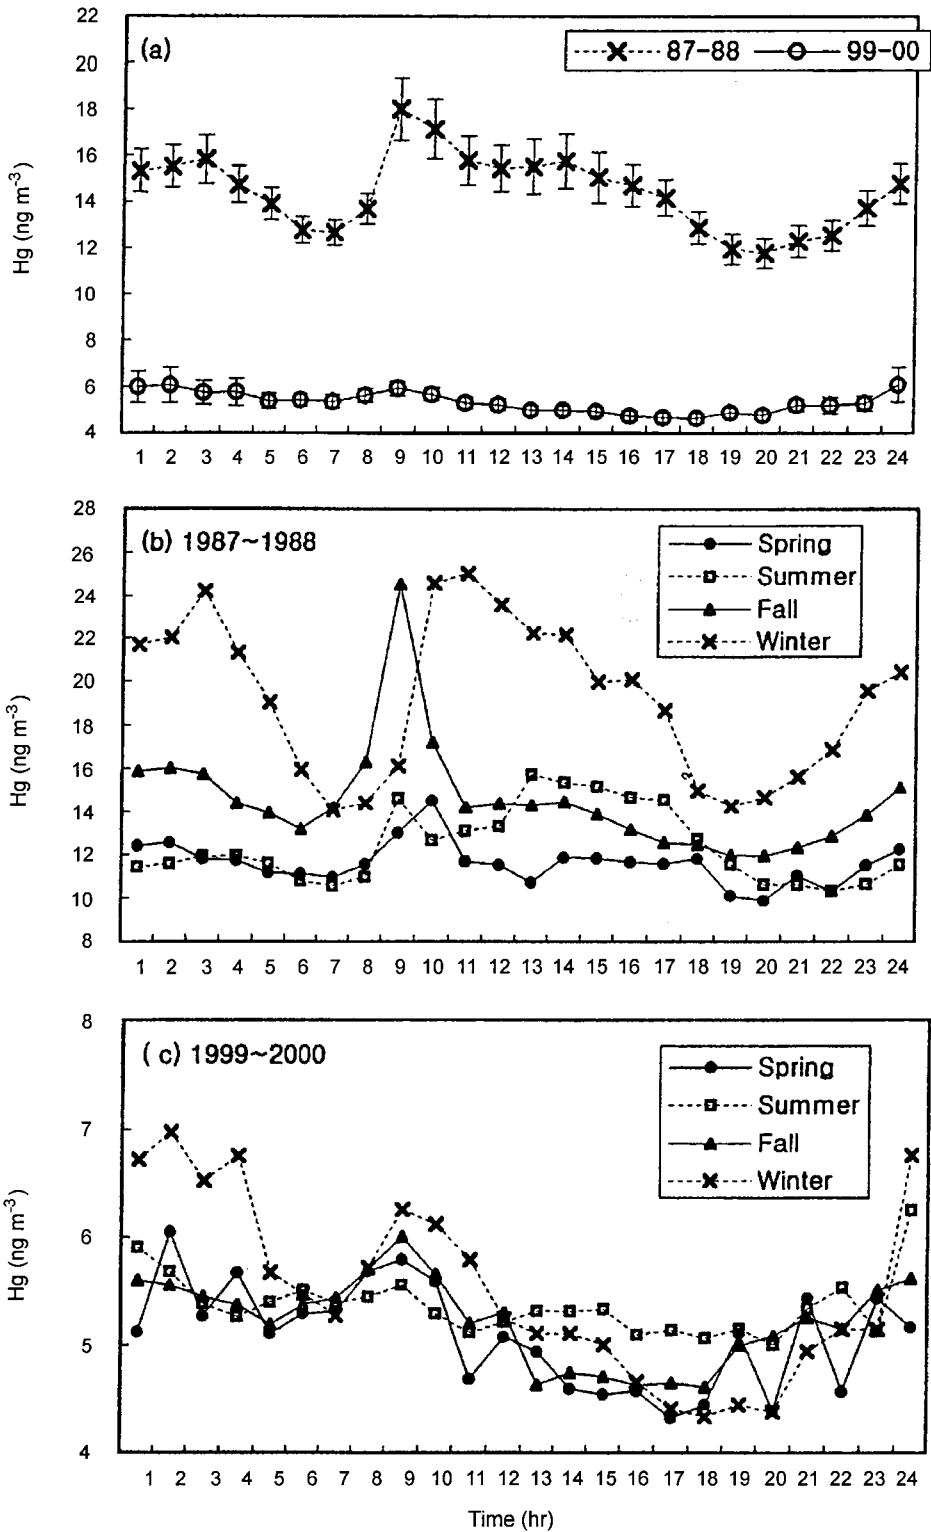 22
(a)
87-88
99-00
20
18
16
14
12
10
8
6
4
Hg (ng m-3)
1 2 3 4 5 6 7 8 9 10 11 12 13 14 15 16 17 18 19 20 21 22 23 24
28
(b) 1987~1988
Spring
Summer
Fall
Winter
26
24
22
20
18
16
14
12
10
8
Hg (ng m-3)
?
1 2 3 4 5 6 7 8 9 10 11 12 13 14 15 16 17 18 19 20 21 22 23 24
8
( c) 1999~2000
Spring
Summer
Fall
Winter
7
6
5
4
Hg (ng m-3)
1 2 3 4 5 6 7 8 9 10 11 12 13 14 15 16 17 18 19 20 21 22 23 24
Time (hr)